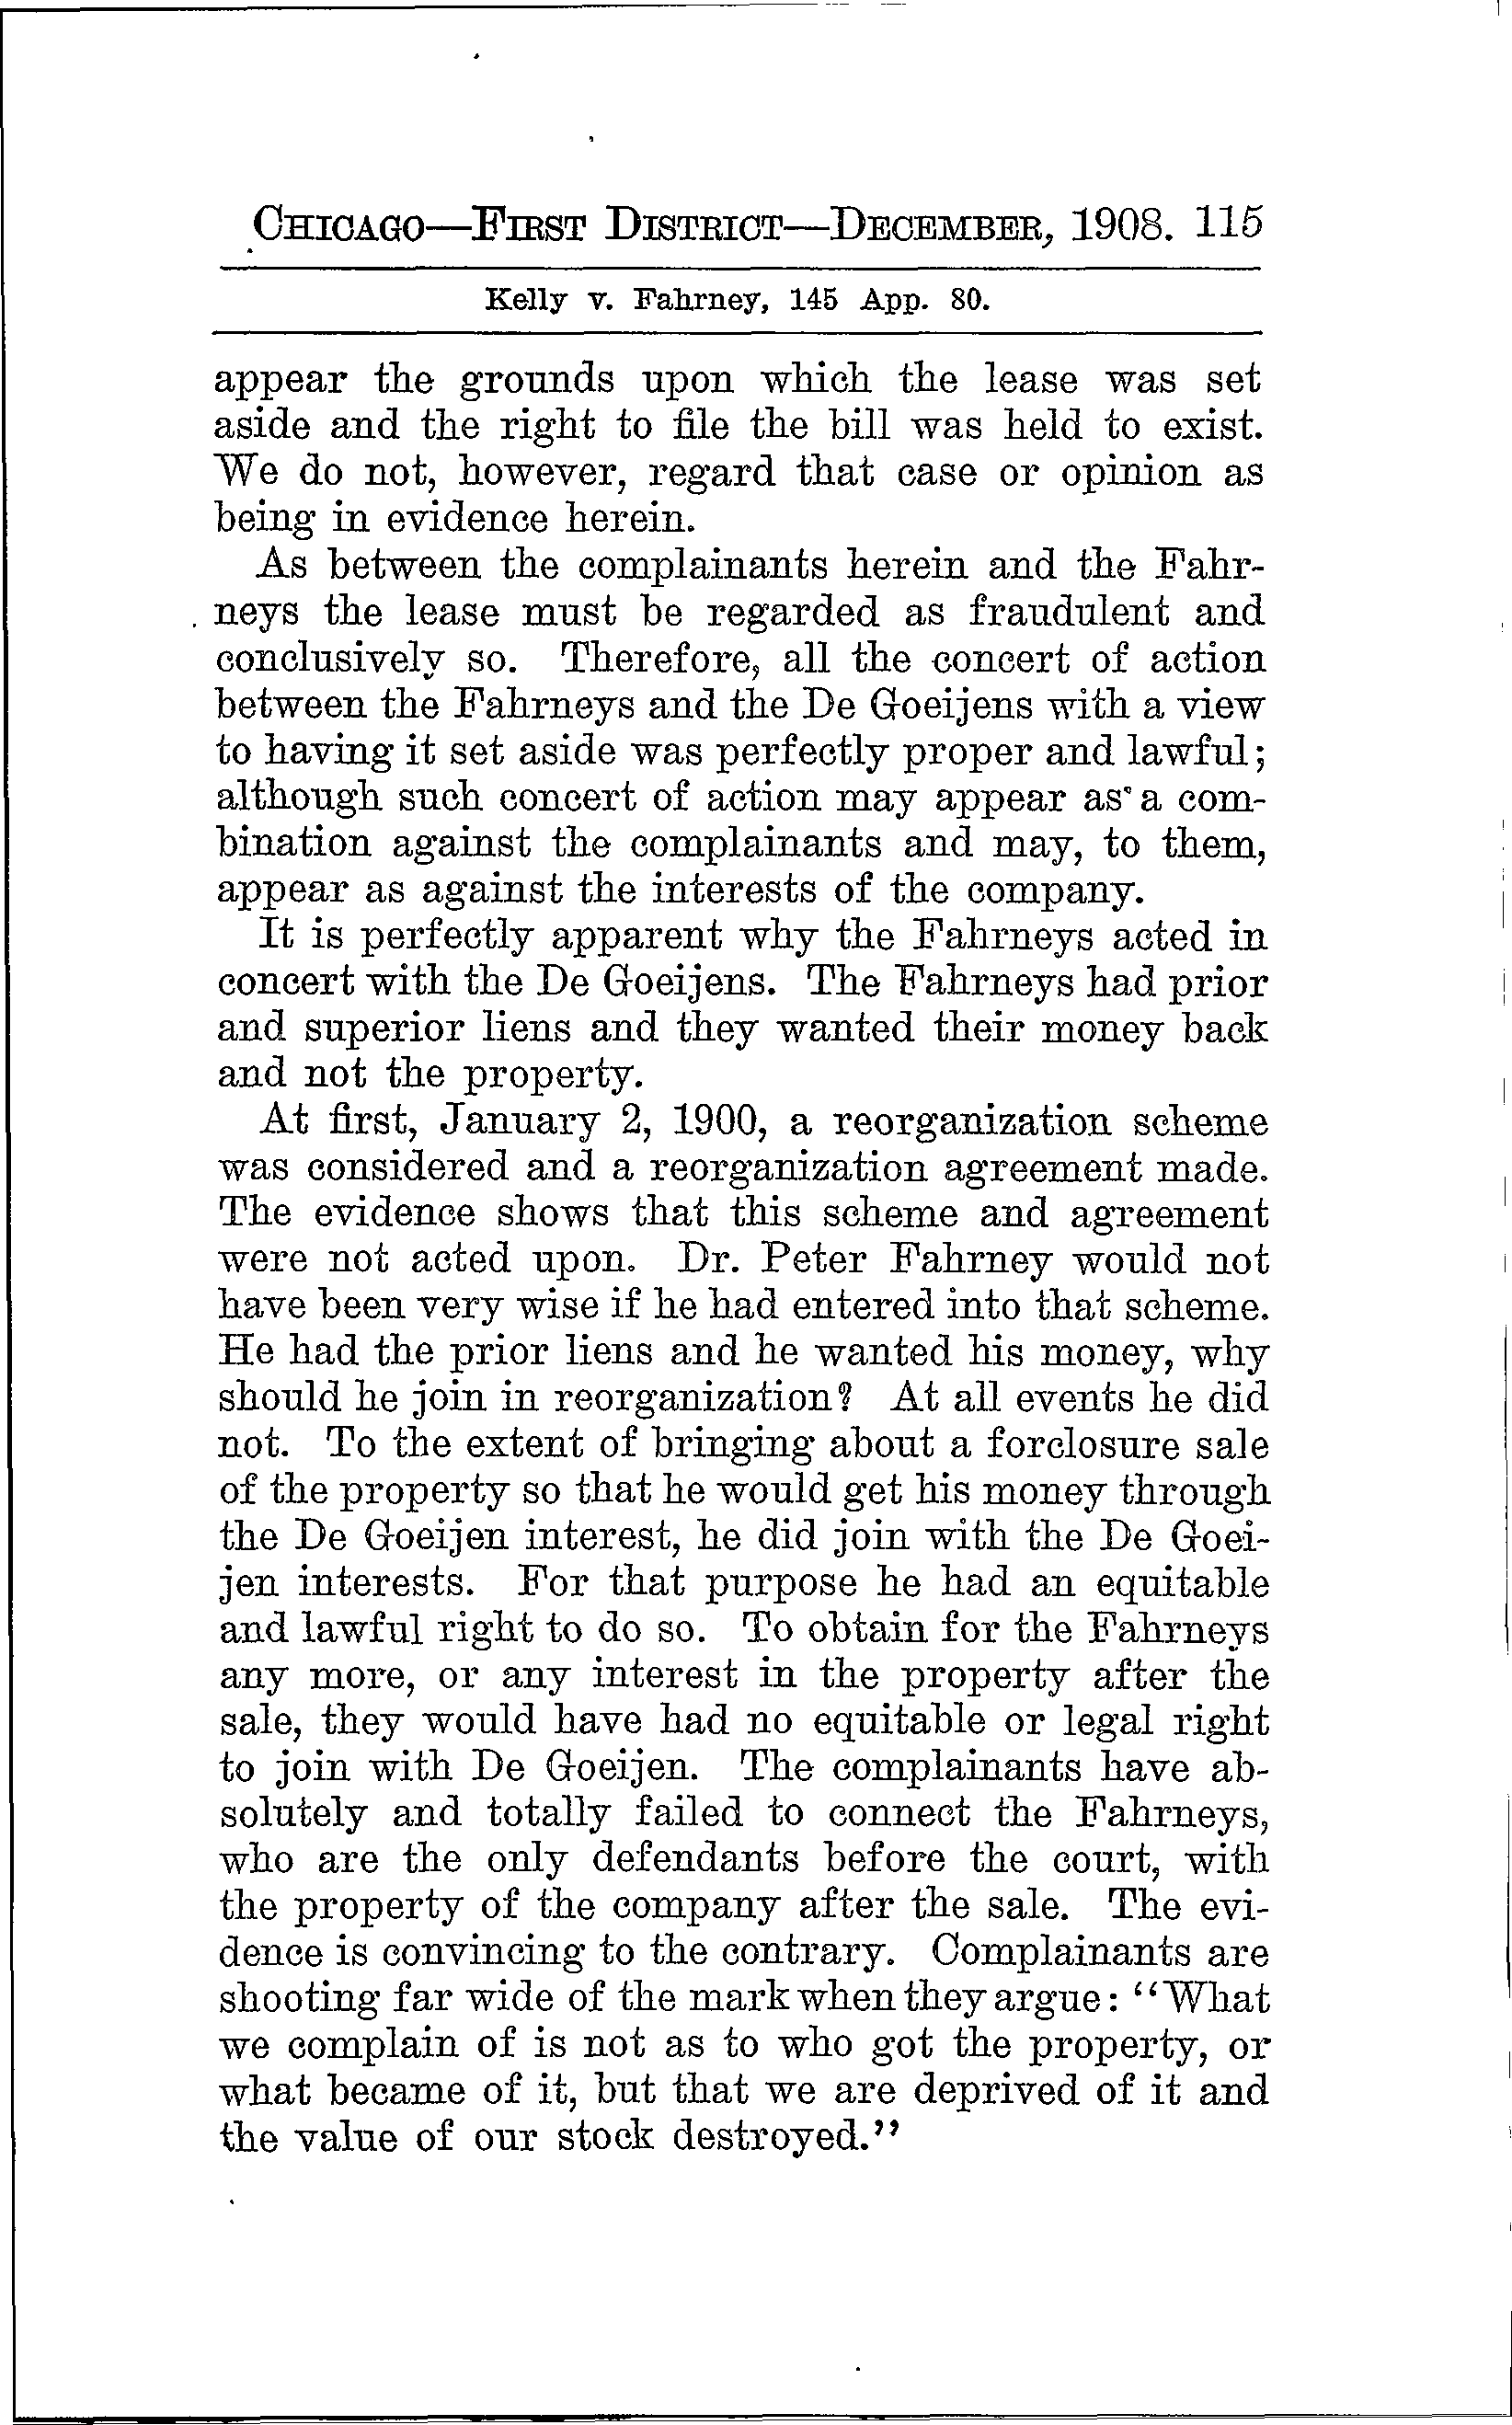 CHICAGO—FIRST DISTRICT—DECEMBER, 1908. 115
Kelly v. Fahrney, 145 App. 80.
appear the grounds upon which the lease was set
aside and the right to file the bill was held to exist.
We do not, however, regard that case or opinion as
being in evidence herein.
As between the complainants herein and the Fahr-
neys the lease must be regarded as fraudulent and
conclusively so. Therefore, all the concert of action
between the Fahrneys and the De Goeijens with a view
to having it set aside was perfectly proper and lawful;
although such concert of action may appear as a com-
bination against the complainants and may, to them,
appear as against the interests of the company.
It is perfectly apparent why the Fahrneys acted in
concert with the De Goeijens. The Fahrneys had prior
and superior liens and they wanted their money back
and not the property.
At first, January 2, 1900, a reorganization scheme
was considered and a reorganization agreement made.
The evidence shows that this scheme and agreement
were not acted upon. Dr. Peter Fahrney would not
have been very wise if he had entered into that scheme.
He had the prior liens and he wanted his money, why
should he join in reorganization? At all events he did
not. To the extent of bringing about a forclosure sale
of the property so that he would get his money through
the De Goeijen interest, he did join with the De Goei-
jen interests. For that purpose he had an equitable
and lawful right to do so. To obtain for the Fahrneys
any more, or any interest in the property after the
sale, they would have had no equitable or legal right
to join with De Goeijen. The complainants have ab-
solutely and totally failed to connect the Fahrneys,
who are the only defendants before the court, with
the property of the company after the sale. The evi-
dence is convincing to the contrary. Complainants are
shooting far wide of the mark when they argue: "What
we complain of is not as to who got the property, or
what became of it, but that we are deprived of it and
the value of our stock destroyed."